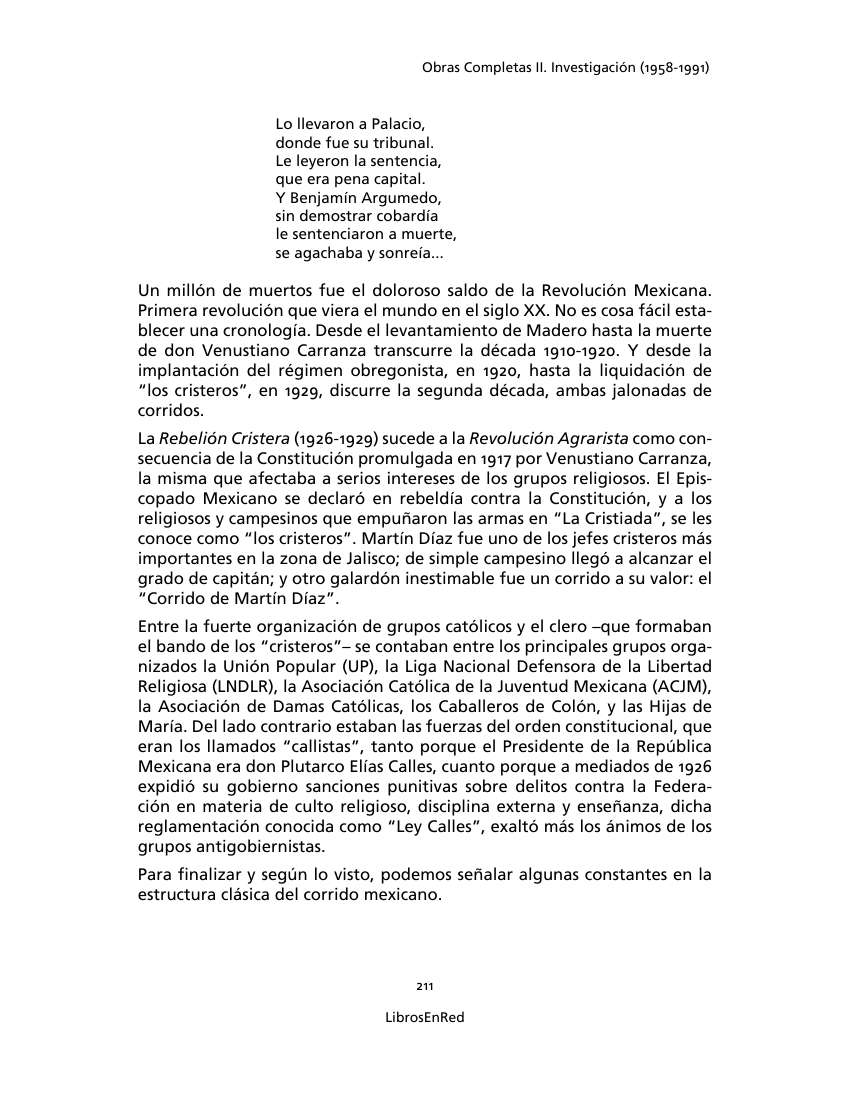 Obras Completas II. Investigación (1958-1991)
Lo llevaron a Palacio,
donde fue su tribunal.
Le leyeron la sentencia,
que era pena capital.
Y Benjamín Argumedo,
sin demostrar cobardía
le sentenciaron a muerte,
se agachaba y sonreía...
Un millón de muertos fue el doloroso saldo de la Revolución Mexicana.
Primera revolución que viera el mundo en el siglo XX. No es cosa fácil esta-
blecer una cronología. Desde el levantamiento de Madero hasta la muerte
de don Venustiano Carranza transcurre la década 1910-1920. Y desde la
implantación del régimen obregonista, en 1920, hasta la liquidación de
“los cristeros”, en 1929, discurre la segunda década, ambas jalonadas de
corridos.
La Rebelión Cristera (1926-1929) sucede a la Revolución Agrarista como con-
secuencia de la Constitución promulgada en 1917 por Venustiano Carranza,
la misma que afectaba a serios intereses de los grupos religiosos. El Epis-
copado Mexicano se declaró en rebeldía contra la Constitución, y a los
religiosos y campesinos que empuñaron las armas en “La Cristiada”, se les
conoce como “los cristeros”. Martín Díaz fue uno de los jefes cristeros más
importantes en la zona de Jalisco; de simple campesino llegó a alcanzar el
grado de capitán; y otro galardón inestimable fue un corrido a su valor: el
“Corrido de Martín Díaz”.
Entre la fuerte organización de grupos católicos y el clero –que formaban
el bando de los “cristeros”– se contaban entre los principales grupos orga-
nizados la Unión Popular (UP), la Liga Nacional Defensora de la Libertad
Religiosa (LNDLR), la Asociación Católica de la Juventud Mexicana (ACJM),
la Asociación de Damas Católicas, los Caballeros de Colón, y las Hijas de
María. Del lado contrario estaban las fuerzas del orden constitucional, que
eran los llamados “callistas”, tanto porque el Presidente de la República
Mexicana era don Plutarco Elías Calles, cuanto porque a mediados de 1926
expidió su gobierno sanciones punitivas sobre delitos contra la Federa-
ción en materia de culto religioso, disciplina externa y enseñanza, dicha
reglamentación conocida como “Ley Calles”, exaltó más los ánimos de los
grupos antigobiernistas.
Para finalizar y según lo visto, podemos señalar algunas constantes en la
estructura clásica del corrido mexicano.
211
LibrosEnRed